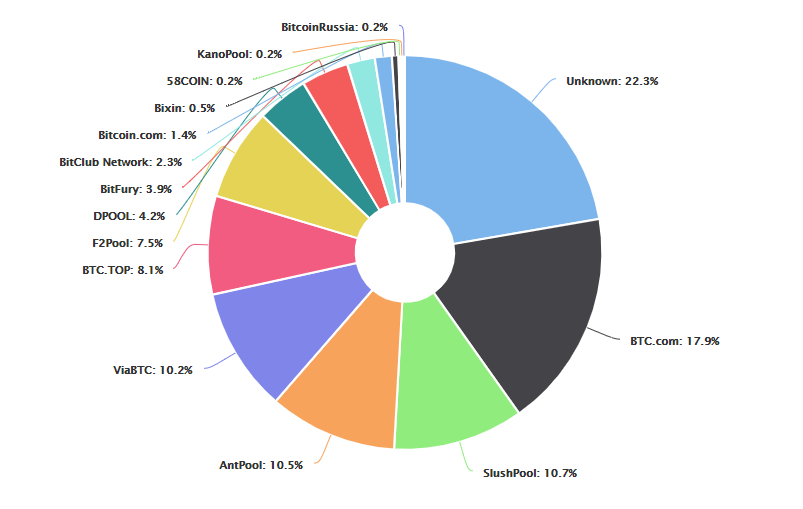 BitcoinRussia: 0.2%
KanoPool: 0.2%
58COIN: 0.2%
Unknown: 22.3%
Bixin: 0.5%
Bitcoin.com: 1.4%
BitClub Network: 2.3%
BitFury: 3.9%
DPOOL: 4.2%
F2Pool: 7.5%
BTC.TOP: 8.1%
BTC.com: 17.9%
ViaBTC: 10.2%
AntPool: 10.5%
SlushPool: 10.7%